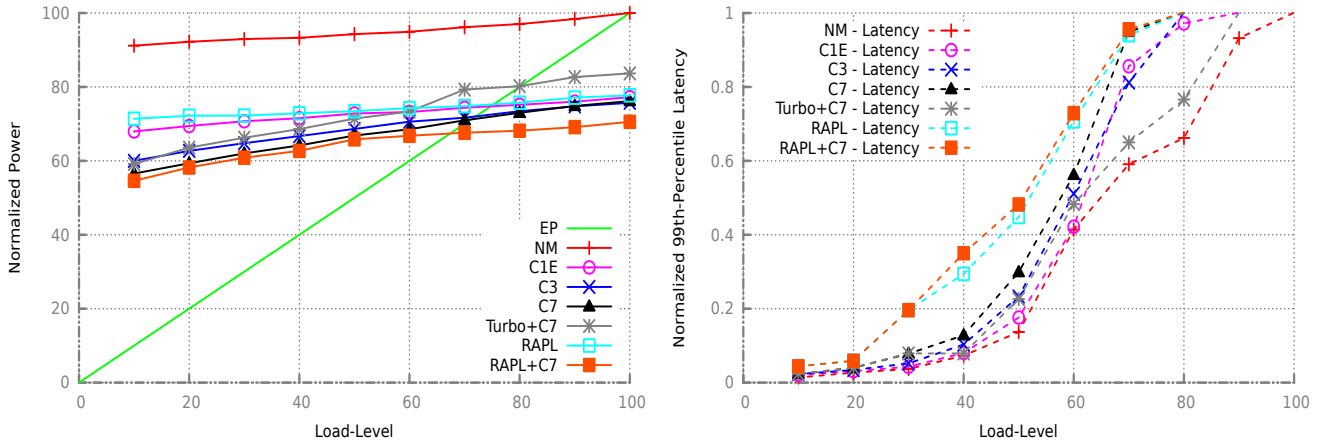 Normalized Power
100
80
60
40
20
0
0
20
40
60
80
100
Load-Level
EP
NM
C1E
C3
C7
Turbo+C7
RAPL
RAPL+C7
Normalized 99th-Percentile Latency
1
0.8
0.6
0.4
0.2
0
0
20
40
60
80
100
Load-Level
NM - Latency
C1E - Latency
C3 - Latency
C7 - Latency
Turbo+C7 - Latency
RAPL - Latency
RAPL+C7 - Latency